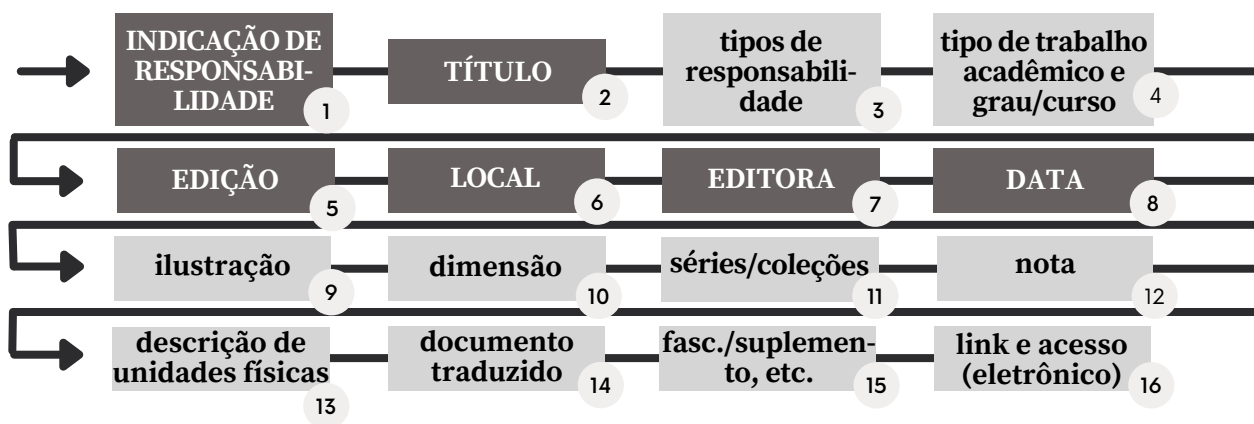 INDICAÇÃO DE
RESPONSABI-
LIDADE
1
TÍTULO
2
tipos de
responsabili-
dade
3
tipo de trabalho
acadêmico e
grau/curso
4
EDIÇÃO
5
LOCAL
6
EDITORA
7
DATA
8
ilustração
9
dimensão
10
séries/coleções
11
nota
12
descrição de
unidades físicas
13
documento
traduzido
14
fasc./suplemen-
to, etc.
15
link e acesso
(eletrônico)
16